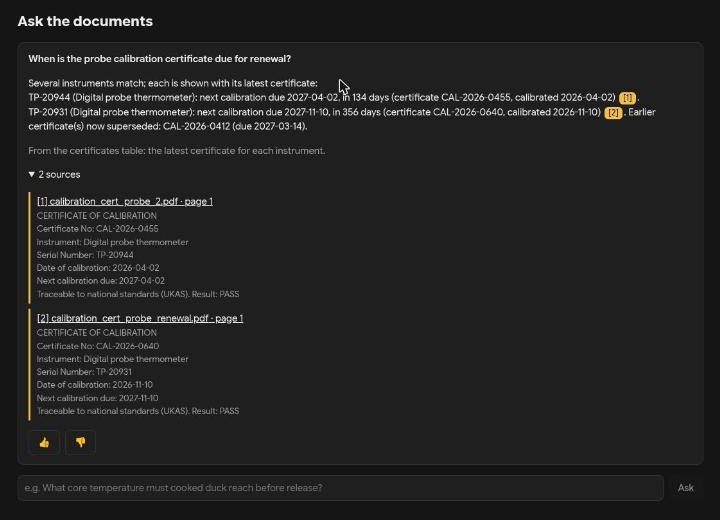 Ask the documents
When is the probe calibration certificate due for renewal?
Several instruments match; each is shown with its latest certificate:
TP-20944 (Digital probe thermometer): next calibration due 2027-04-02, in 134 days (certificate CAL-2026-0455, calibrated 2026-04-02) [1] .
TP-20931 (Digital probe thermometer): next calibration due 2027-11-10, in 356 days (certificate CAL-2026-0640, calibrated 2026-11-10) [2] . Earlier
certificate(s) now superseded: CAL-2026-0412 (due 2027-03-14).
From the certificates table: the latest certificate for each instrument.
▼ 2 sources
[1] calibration_cert_probe_2.pdf · page 1
CERTIFICATE OF CALIBRATION
Certificate No: CAL-2026-0455
Instrument: Digital probe thermometer
Serial Number: TP-20944
Date of calibration: 2026-04-02
Next calibration due: 2027-04-02
Traceable to national standards (UKAS). Result: PASS
[2] calibration_cert_probe_renewal.pdf · page 1
CERTIFICATE OF CALIBRATION
Certificate No: CAL-2026-0640
Instrument: Digital probe thermometer
Serial Number: TP-20931
Date of calibration: 2026-11-10
Next calibration due: 2027-11-10
Traceable to national standards (UKAS). Result: PASS
e.g. What core temperature must cooked duck reach before release?
Ask